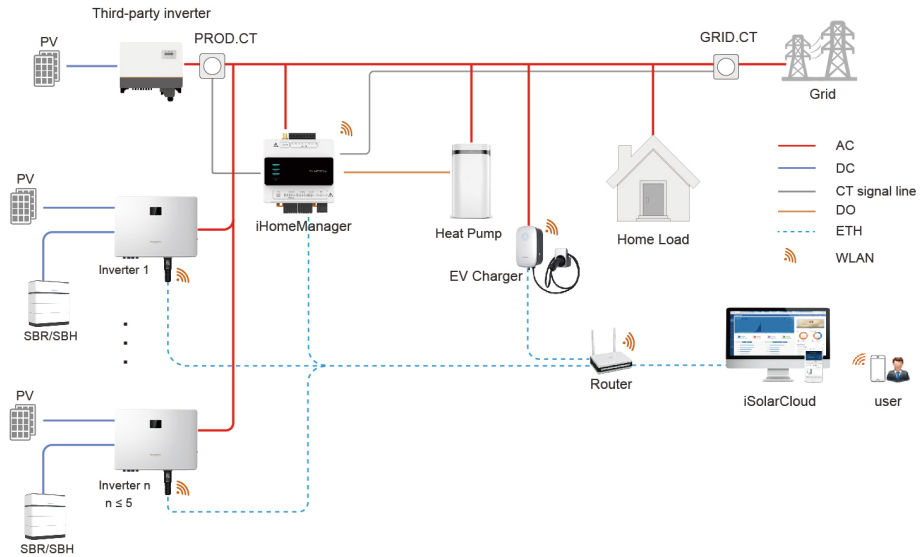 Third-party inverter
PV
PROD.CT
GRID.CT
Grid
AC
DC
CT signal line
DO
ETH
WLAN
PV
iHomeManager
Heat Pump
Home Load
Inverter 1
EV Charger
SBR/SBH
Router
iSolarCloud
user
PV
Inverter n
n ≤ 5
SBR/SBH